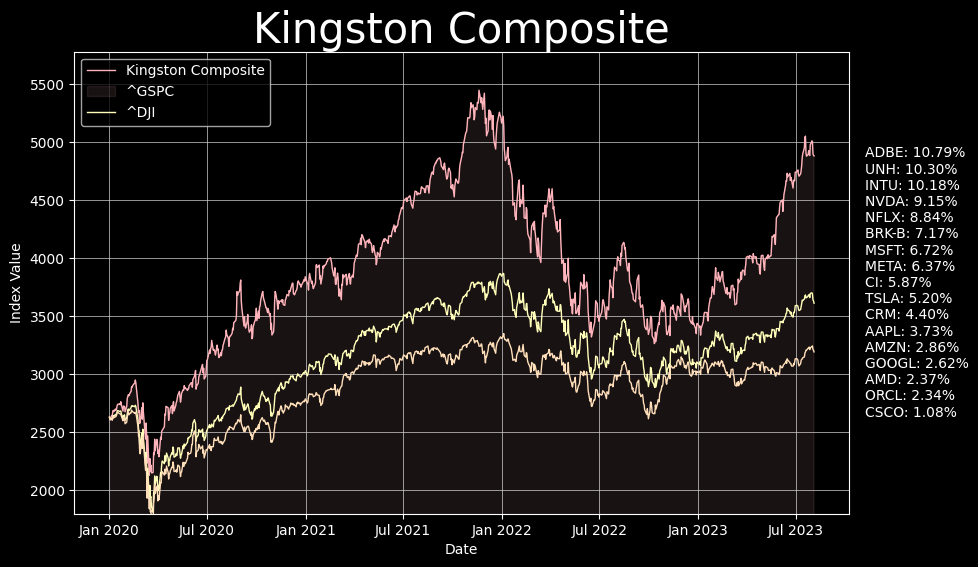 Kingston Composite
Kingston Composite
^GSPC
^DJI
5500
5000
4500
4000
3500
3000
2500
2000
Index Value
Jan 2020
Jul 2020
Jan 2021
Jul 2021
Jan 2022
Jul 2022
Jan 2023
Jul 2023
Date
ADBE: 10.79%
UNH: 10.30%
INTU: 10.18%
NVDA: 9.15%
NFLX: 8.84%
BRK-B: 7.17%
MSFT: 6.72%
META: 6.37%
CI: 5.87%
TSLA: 5.20%
CRM: 4.40%
AAPL: 3.73%
AMZN: 2.86%
GOOGL: 2.62%
AMD: 2.37%
ORCL: 2.34%
CSCO: 1.08%